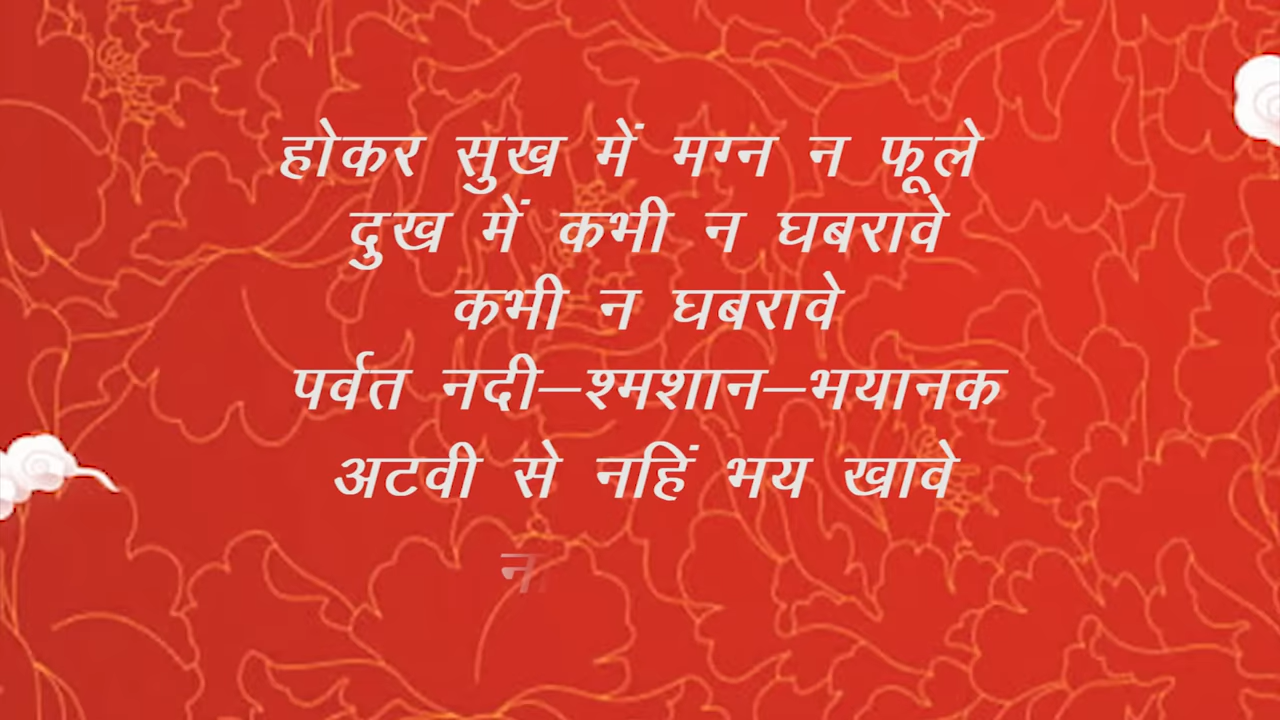 होकर सुख में मग्न न फूले
दुख में कभी न घबरावे
कभी न घबरावे
पर्वत नदी–श्मशान–भयानक
अटवी से नहिं भय खावे
न